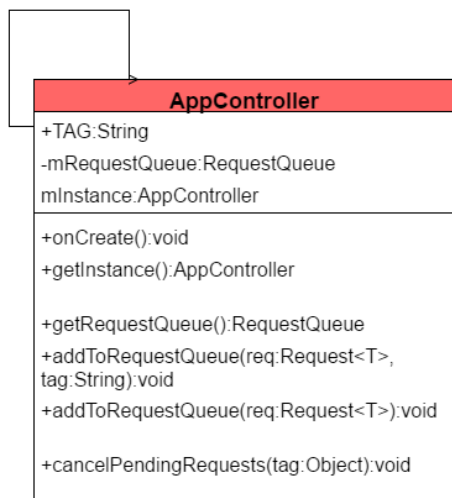 AppController
+TAG:String
-mRequestQueue:RequestQueue
mInstance:AppController
+onCreate():void
+getInstance():AppController
+getRequestQueue():RequestQueue
+addToRequestQueue(req:Request<T>,
tag:String):void
+addToRequestQueue(req:Request<T>):void
+cancelPendingRequests(tag:Object):void